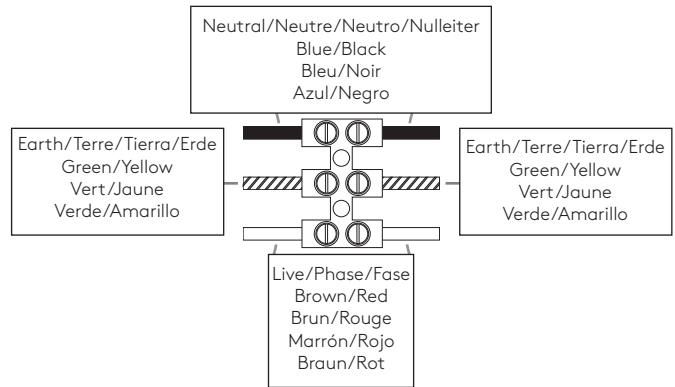 Neutral/Neutre/Neutro/Nulleiter
Blue/Black
Bleu/Noir
Azul/Negro
Earth/Terre/Tierra/Erde
Green/Yellow
Vert/Jaune
Verde/Amarillo
Earth/Terre/Tierra/Erde
Green/Yellow
Vert/Jaune
Verde/Amarillo
Live/Phase/Fase
Brown/Red
Brun/Rouge
Marrón/Rojo
Braun/Rot